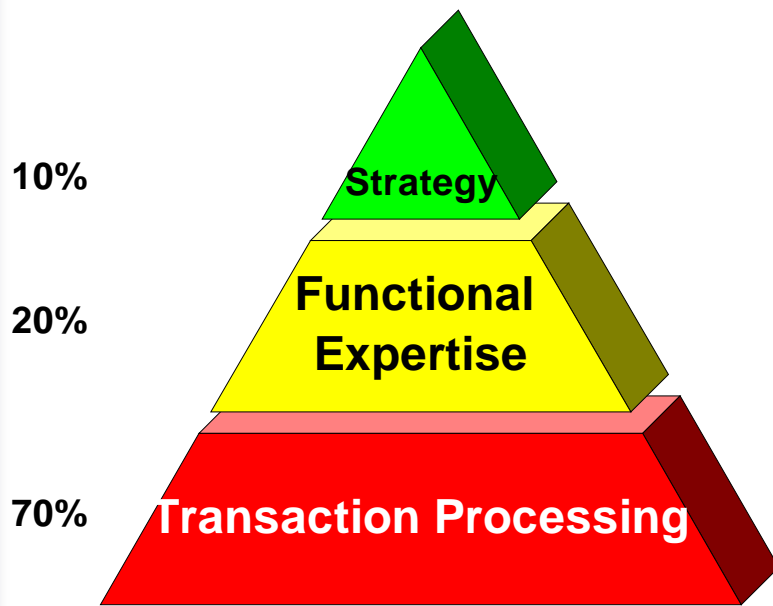 10%
Strategy
20%
Functional
Expertise
70%
Transaction Processing